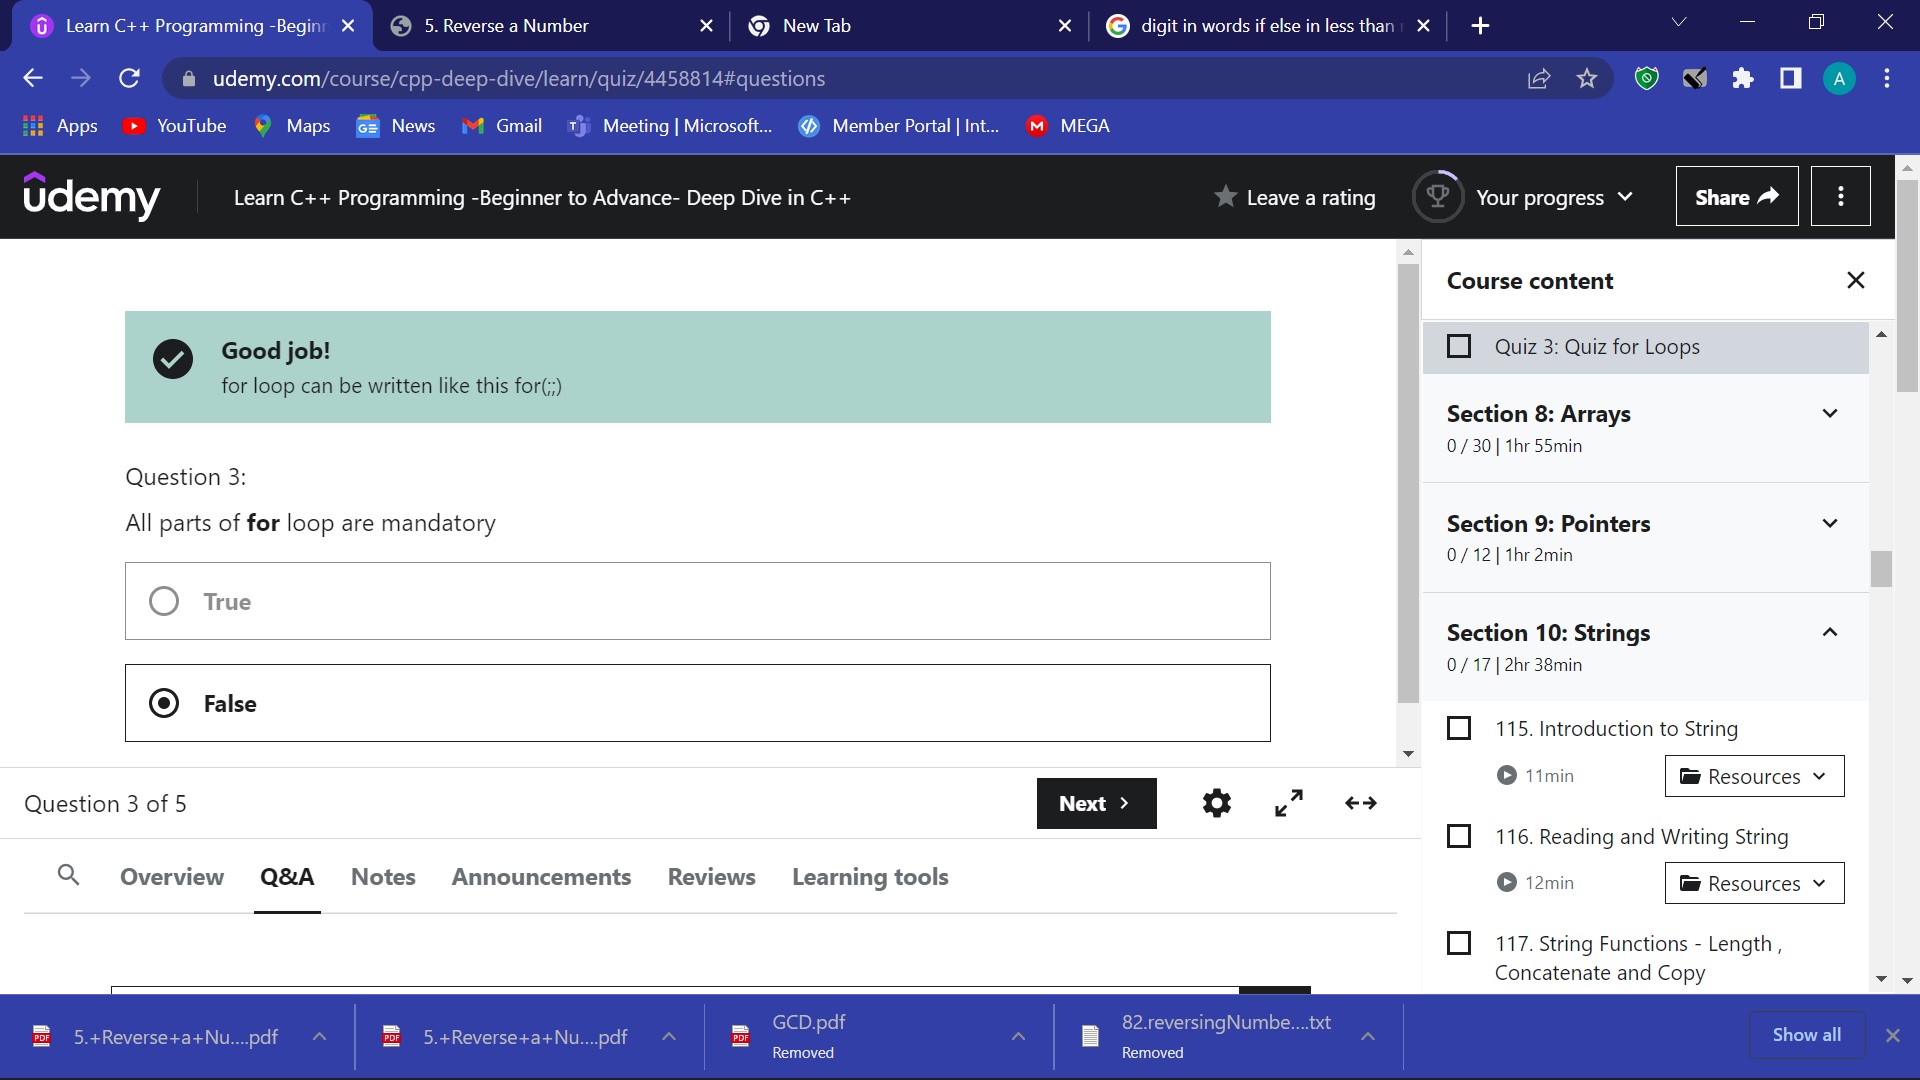 Learn C++ Programming -Beginn
5. Reverse a Number
New Tab
digit in words if else in less than
udemy.com/course/cpp-deep-dive/learn/quiz/4458814#questions
A
Apps
YouTube
Maps
News
Gmail
Meeting | Microsoft...
Member Portal | Int...
MEGA
udemy
Learn C++ Programming -Beginner to Advance- Deep Dive in C++
Leave a rating
Your progress
Share
Good job!
for loop can be written like this for(;;)
Question 3:
All parts of for loop are mandatory
True
False
Question 3 of 5
Next
Overview
Q&A
Notes
Announcements
Reviews
Learning tools
Course content
Quiz 3: Quiz for Loops
Section 8: Arrays
0 / 30 | 1hr 55min
Section 9: Pointers
0 / 12 | 1hr 2min
Section 10: Strings
0 / 17 | 2hr 38min
115. Introduction to String
11min
Resources
116. Reading and Writing String
12min
Resources
117. String Functions - Length ,
Concatenate and Copy
5.+Reverse+a+Nu....pdf
5.+Reverse+a+Nu....pdf
GCD.pdf
Removed
82.reversingNumbe....txt
Removed
Show all